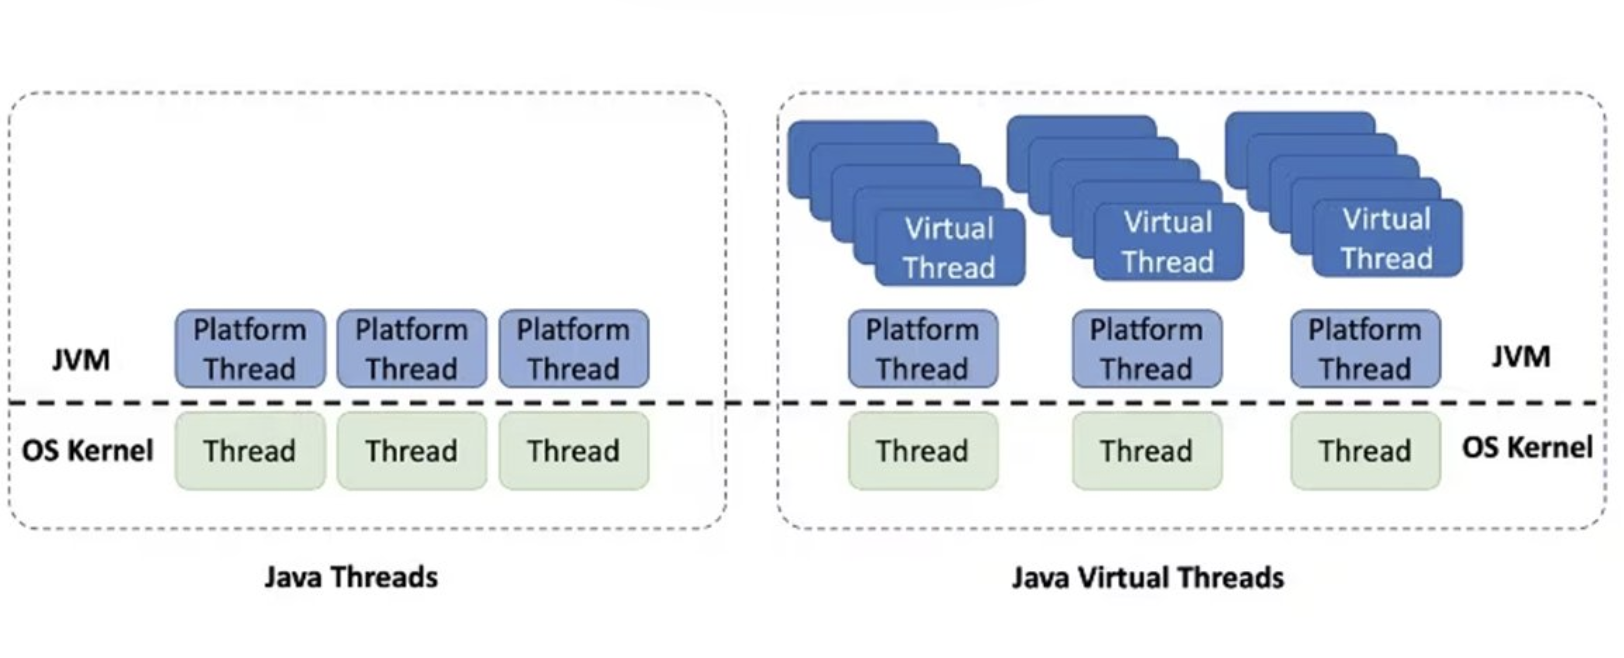 Virtual
Thread
Virtual
Thread
Virtual
Thread
JVM
Platform
Thread
Platform
Thread
Platform
Thread
Platform
Thread
Platform
Thread
Platform
Thread
JVM
OS Kernel
Thread
Thread
Thread
Thread
Thread
Thread
OS Kernel
Java Threads
Java Virtual Threads